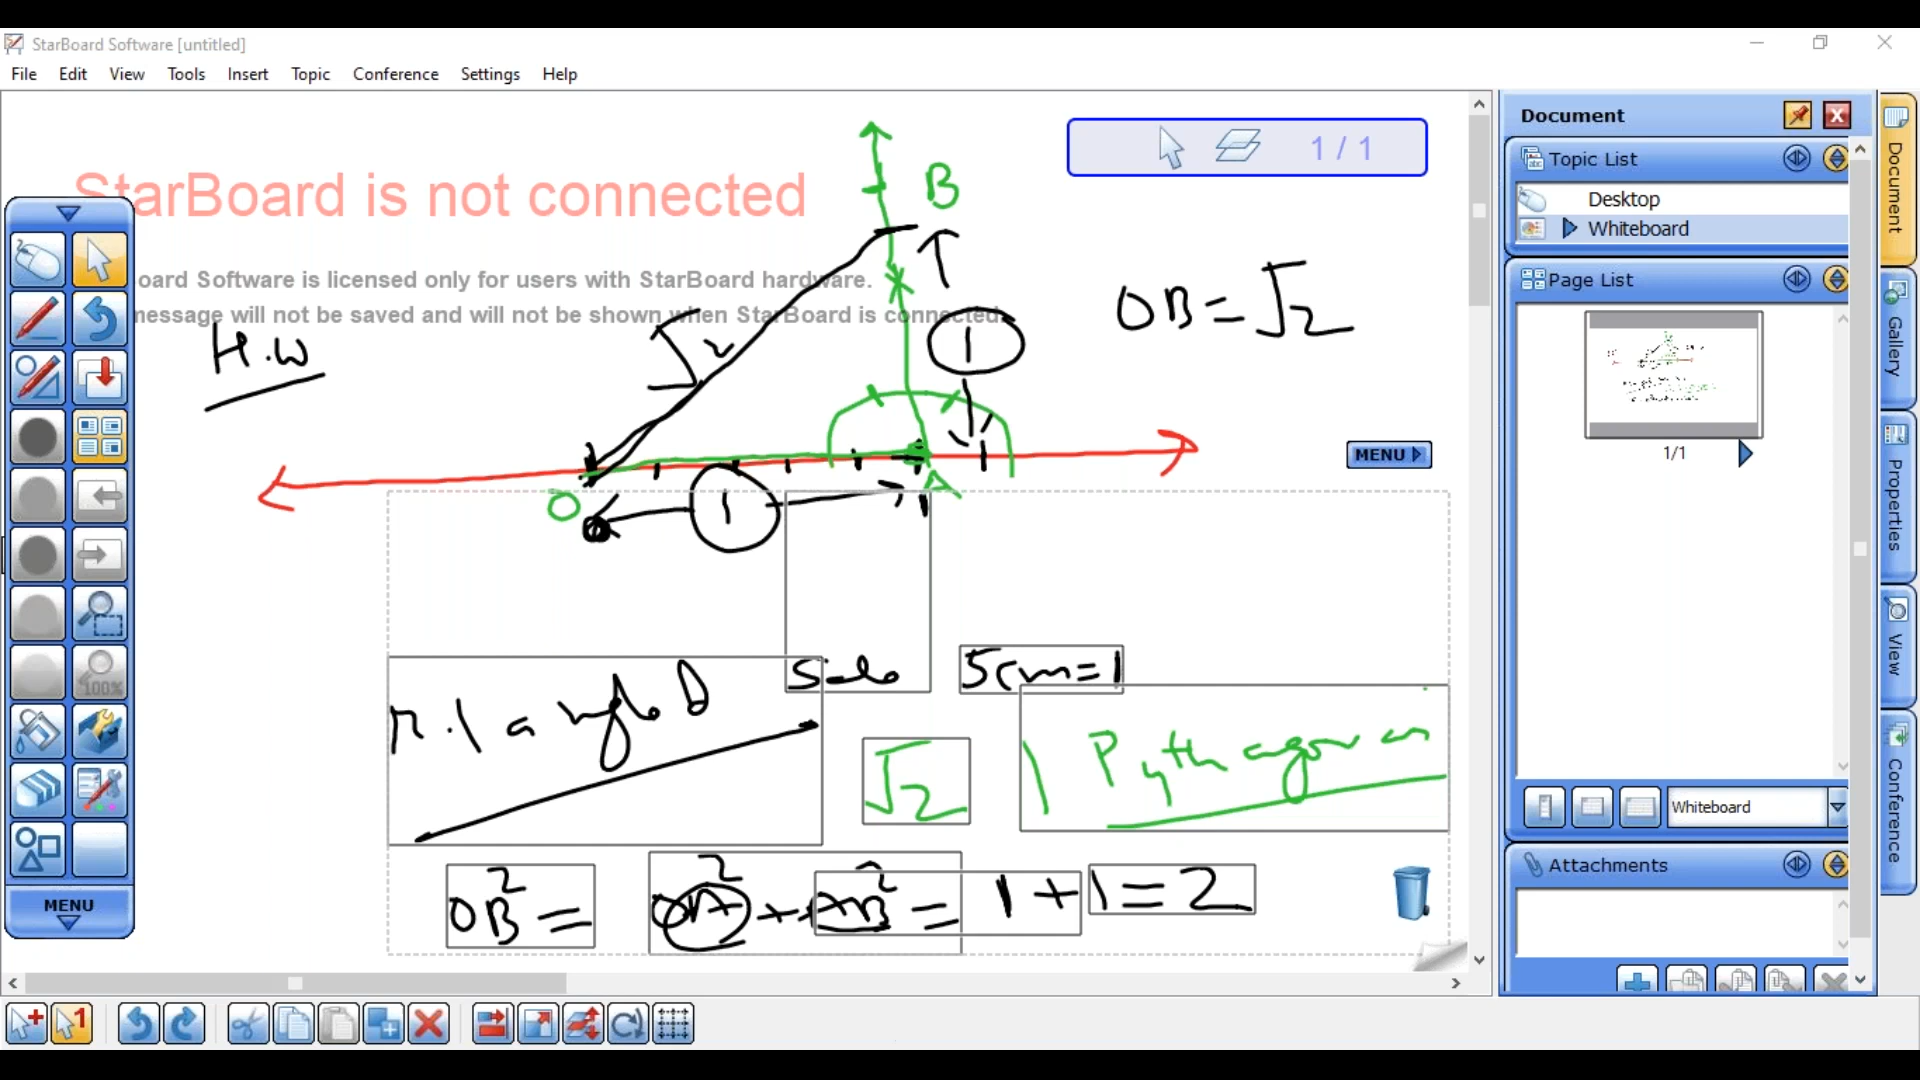 StarBoard Software [untitled]
File Edit View Tools Insert Topic Conference Settings Help
StarBoard is not connected
oard Software is licensed only for users with StarBoard hardware.
message will not be saved and will not be shown when StarBoard is connected.
1 / 1
B
OB = √2
H.W
√2
1
MENU
O
1
A
5cm = 1
√2
Pythagoras
OB² = OA² + AB² = 1 + 1 = 2
100%
MENU
Document
Topic List
Desktop
Whiteboard
Page List
1/1
Whiteboard
Attachments
Document
Gallery
Properties
View
Conference
1